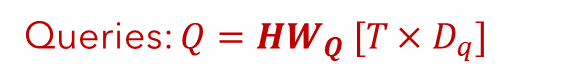 Queries: Q = HW_Q [T × D_q]